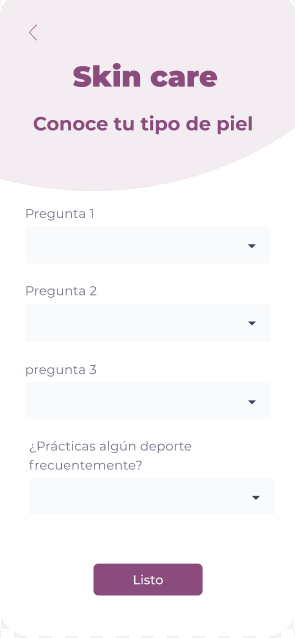 Skin care
Conoce tu tipo de piel
Pregunta 1
Pregunta 2
pregunta 3
¿Prácticas algún deporte
frecuentemente?
Listo